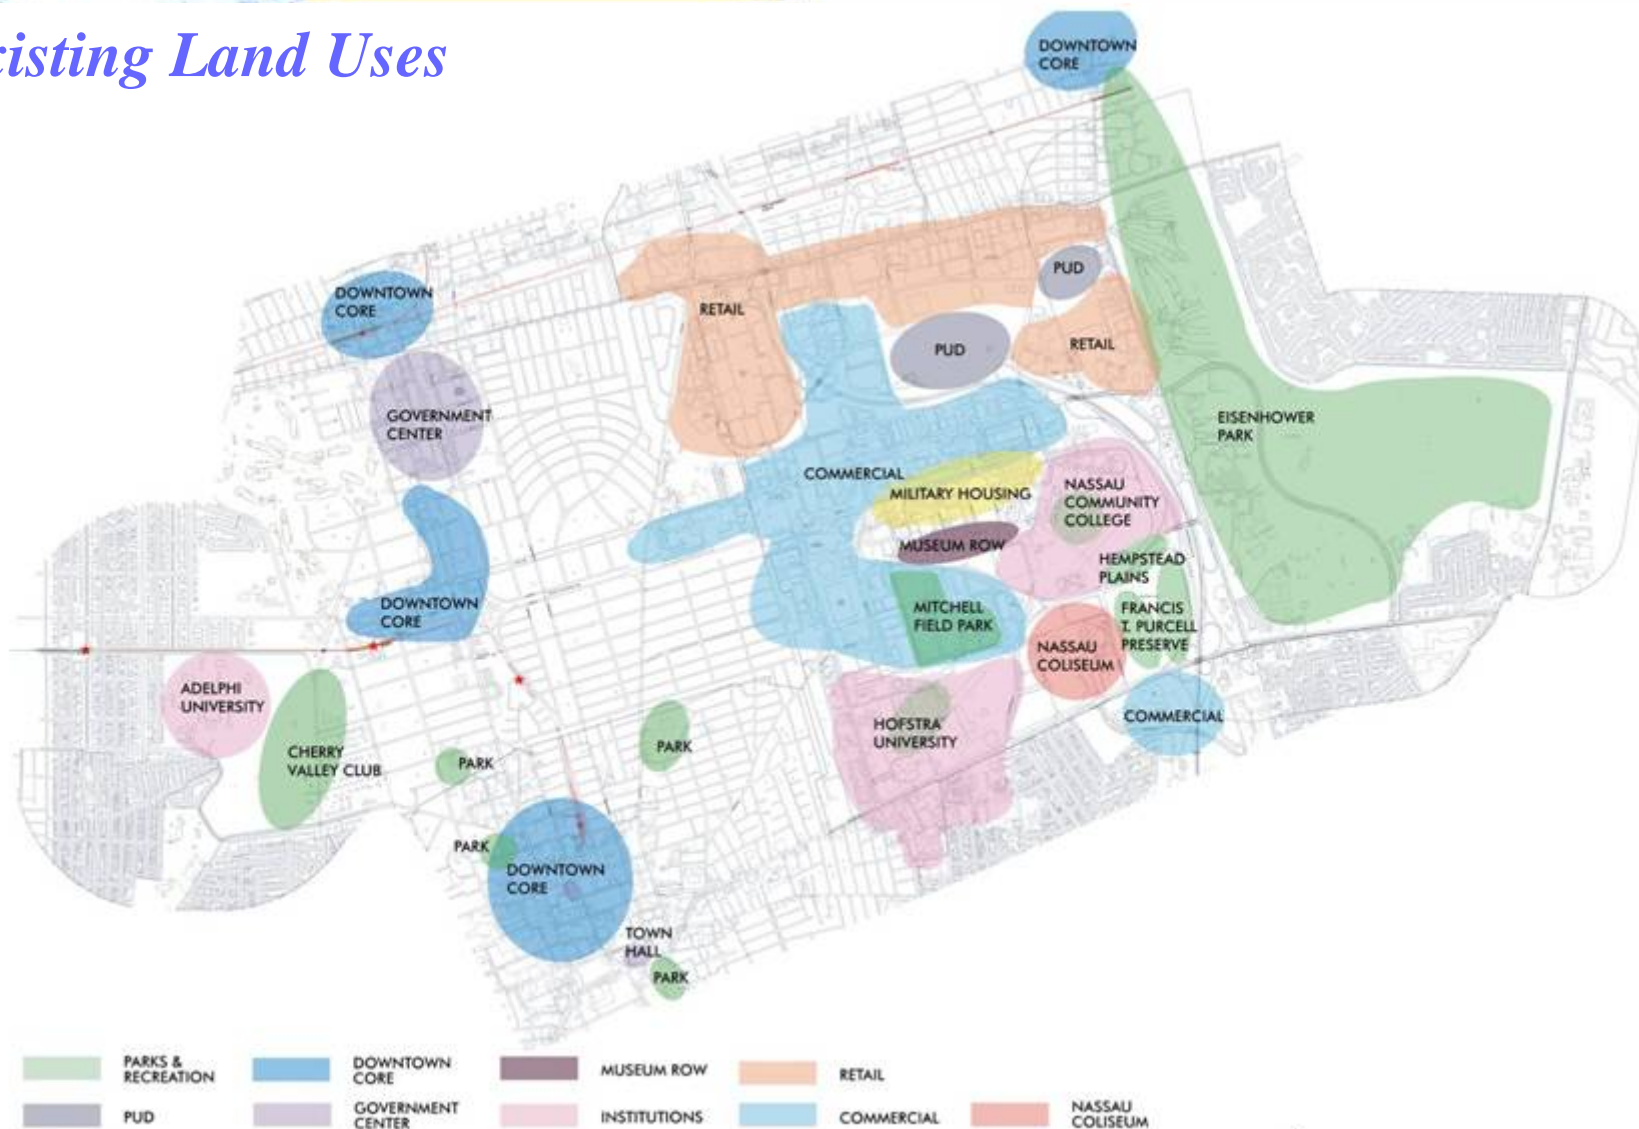 xisting Land Uses
DOWNTOWN
CORE
DOWNTOWN
CORE
PUD
RETAIL
PUD
RETAIL
GOVERNMENT
CENTER
EISENHOWER
PARK
COMMERCIAL
MILITARY HOUSING
NASSAU
COMMUNITY
COLLEGE
MUSEUM ROW
HEMPSTEAD
PLAINS
DOWNTOWN
CORE
MITCHELL
FIELD PARK
FRANCIS
T. PURCELL
PRESERVE
NASSAU
COLISEUM
ADELPHI
UNIVERSITY
COMMERCIAL
HOFSTRA
UNIVERSITY
CHERRY
VALLEY CLUB
PARK
PARK
PARK
DOWNTOWN
CORE
TOWN
HALL
PARK
PARKS &
RECREATION
DOWNTOWN
CORE
MUSEUM ROW
RETAIL
PUD
GOVERNMENT
CENTER
INSTITUTIONS
COMMERCIAL
NASSAU
COLISEUM